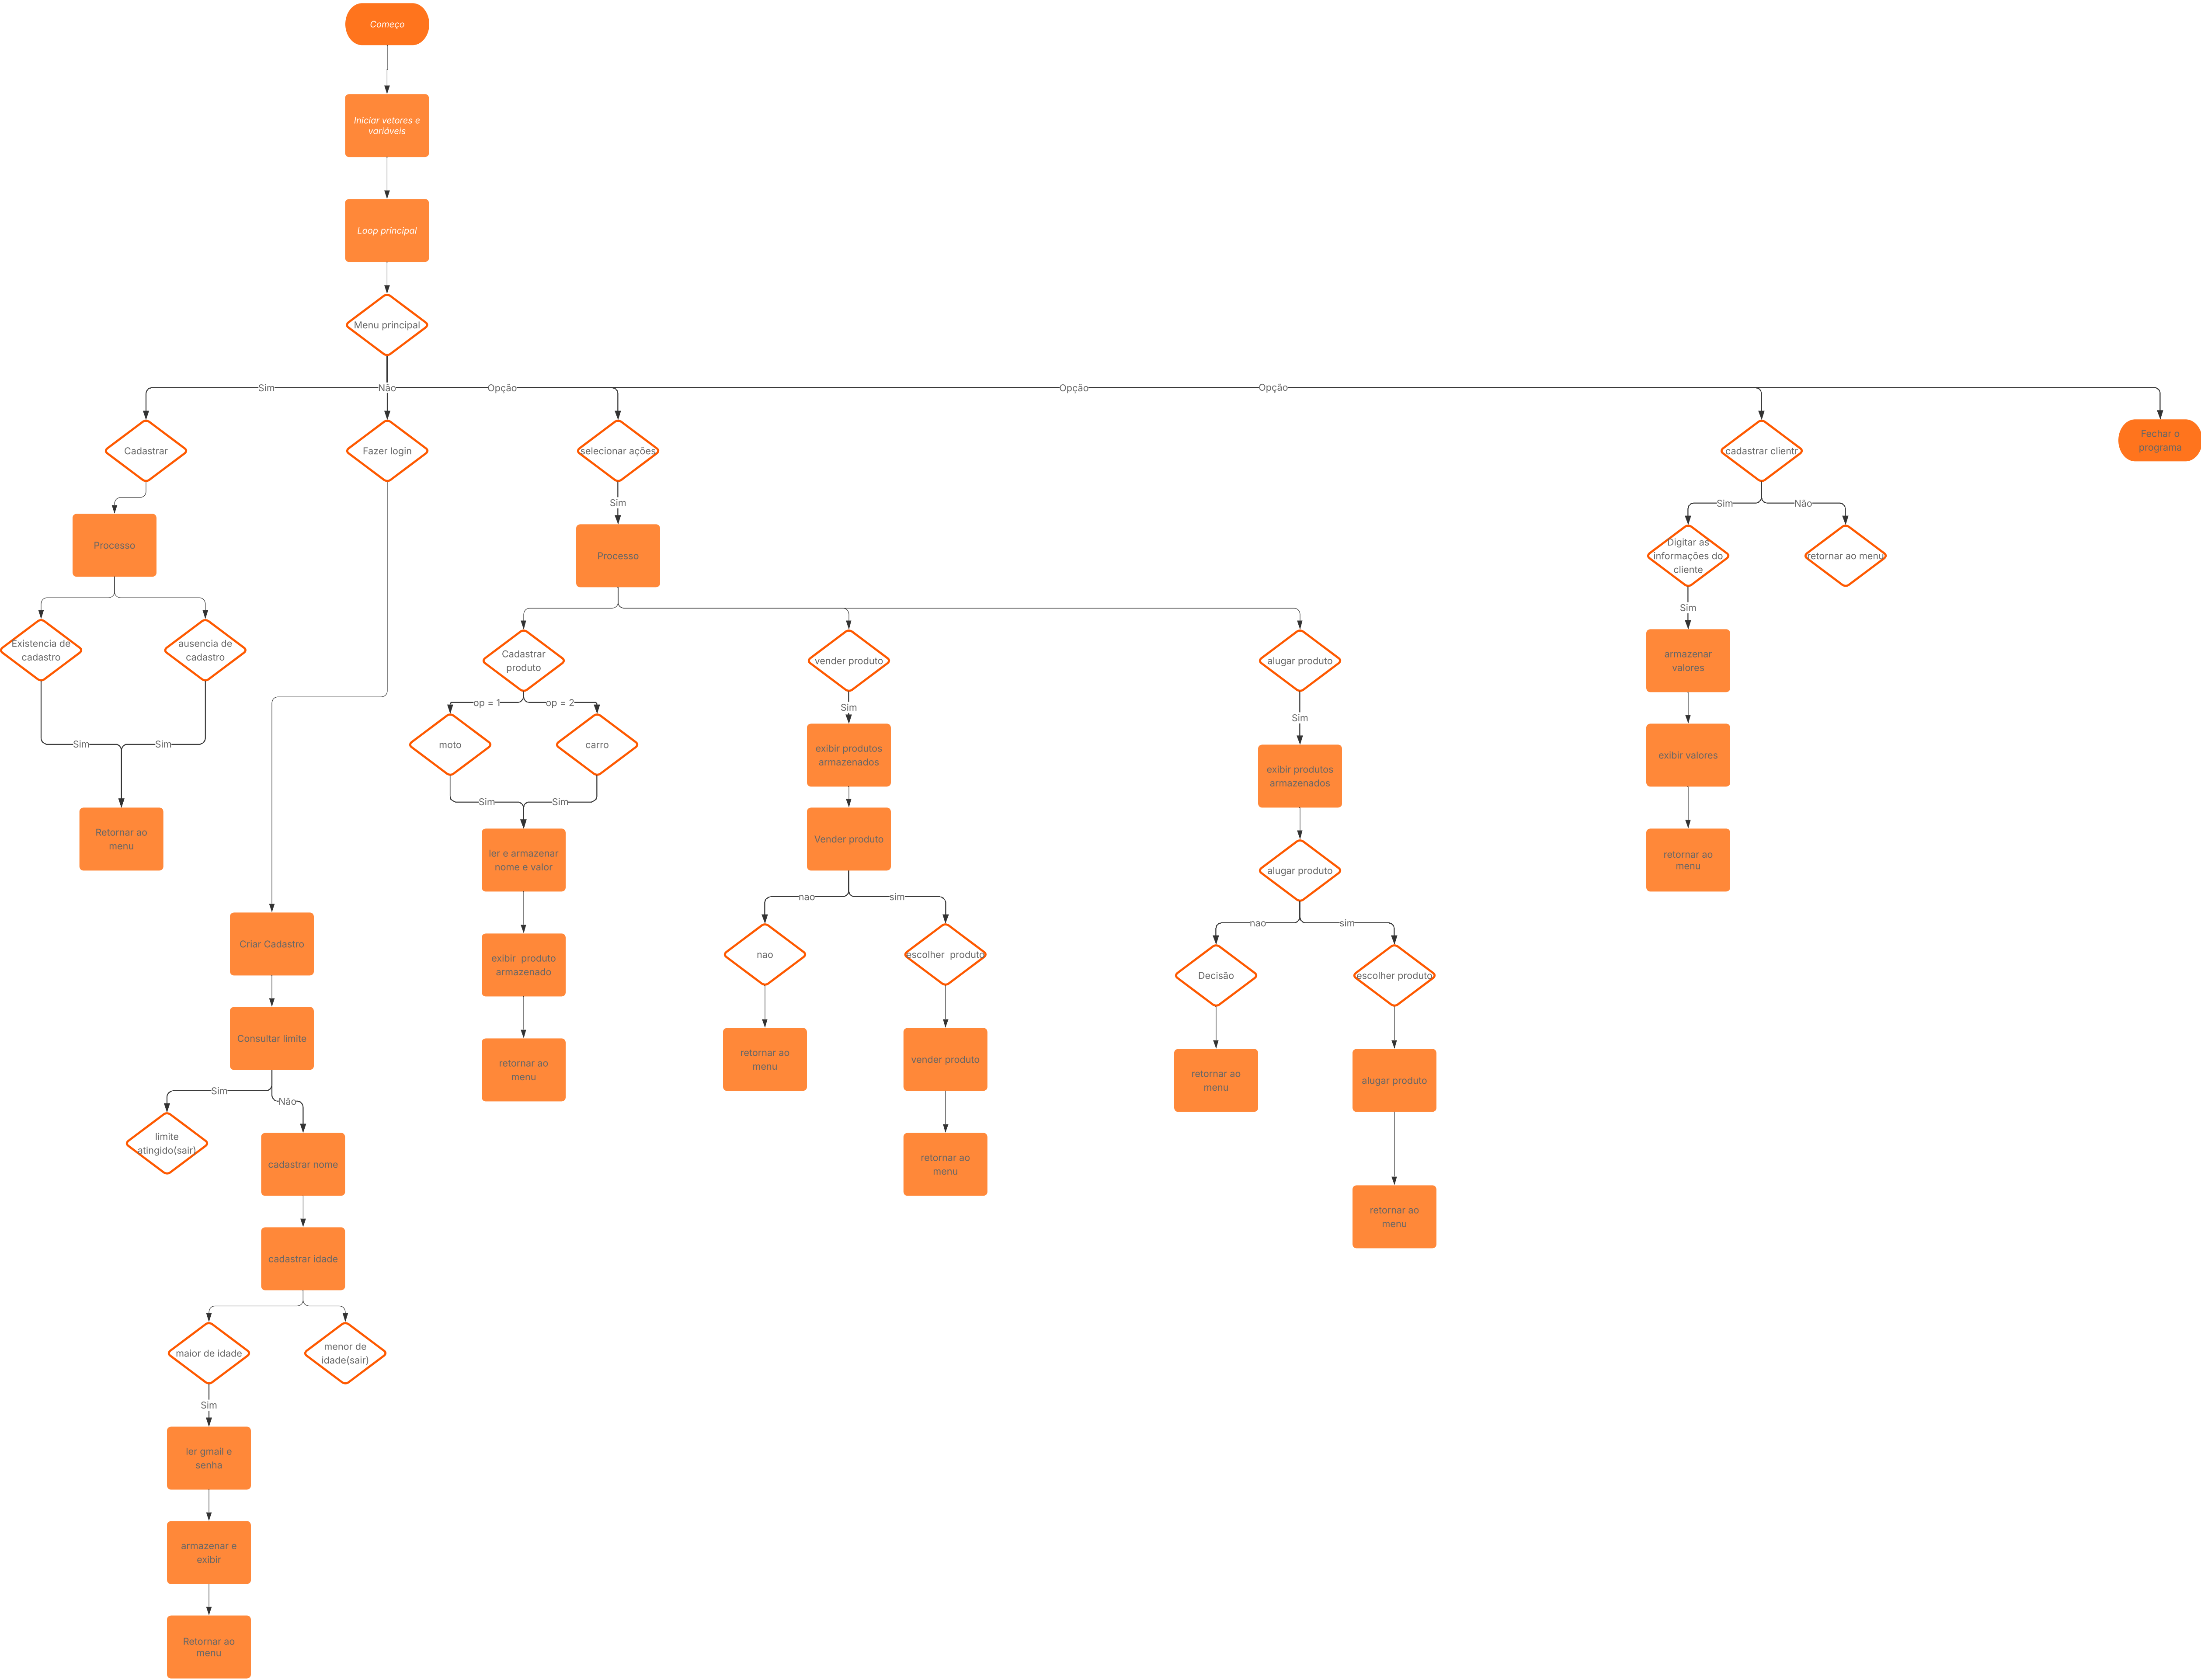 Começo
Iniciar vetores e
variáveis
Loop principal
Menu principal
Sim
Não
Opção
Opção
Opção
Cadastrar
Fazer login
selecionar ações
cadastrar clientr
Fechar o
programa
Sim
Sim
Não
Processo
Processo
Digitar as
informações do
cliente
retornar ao menu
Sim
Existencia de
cadastro
ausencia de
cadastro
Cadastrar
produto
vender produto
alugar produto
armazenar
valores
op = 1
op = 2
Sim
Sim
Sim
Sim
moto
carro
exibir produtos
armazenados
exibir produtos
armazenados
exibir valores
Sim
Sim
Retornar ao
menu
ler e armazenar
nome e valor
Vender produto
alugar produto
retornar ao
menu
nao
sim
nao
sim
Criar Cadastro
exibir  produto
armazenado
nao
escolher  produto
Decisão
escolher produto
Consultar limite
retornar ao
menu
retornar ao
menu
vender produto
retornar ao
menu
alugar produto
Sim
Não
limite
atingido(sair)
cadastrar nome
retornar ao
menu
retornar ao
menu
cadastrar idade
maior de idade
menor de
idade(sair)
Sim
ler gmail e
senha
armazenar e
exibir
Retornar ao
menu